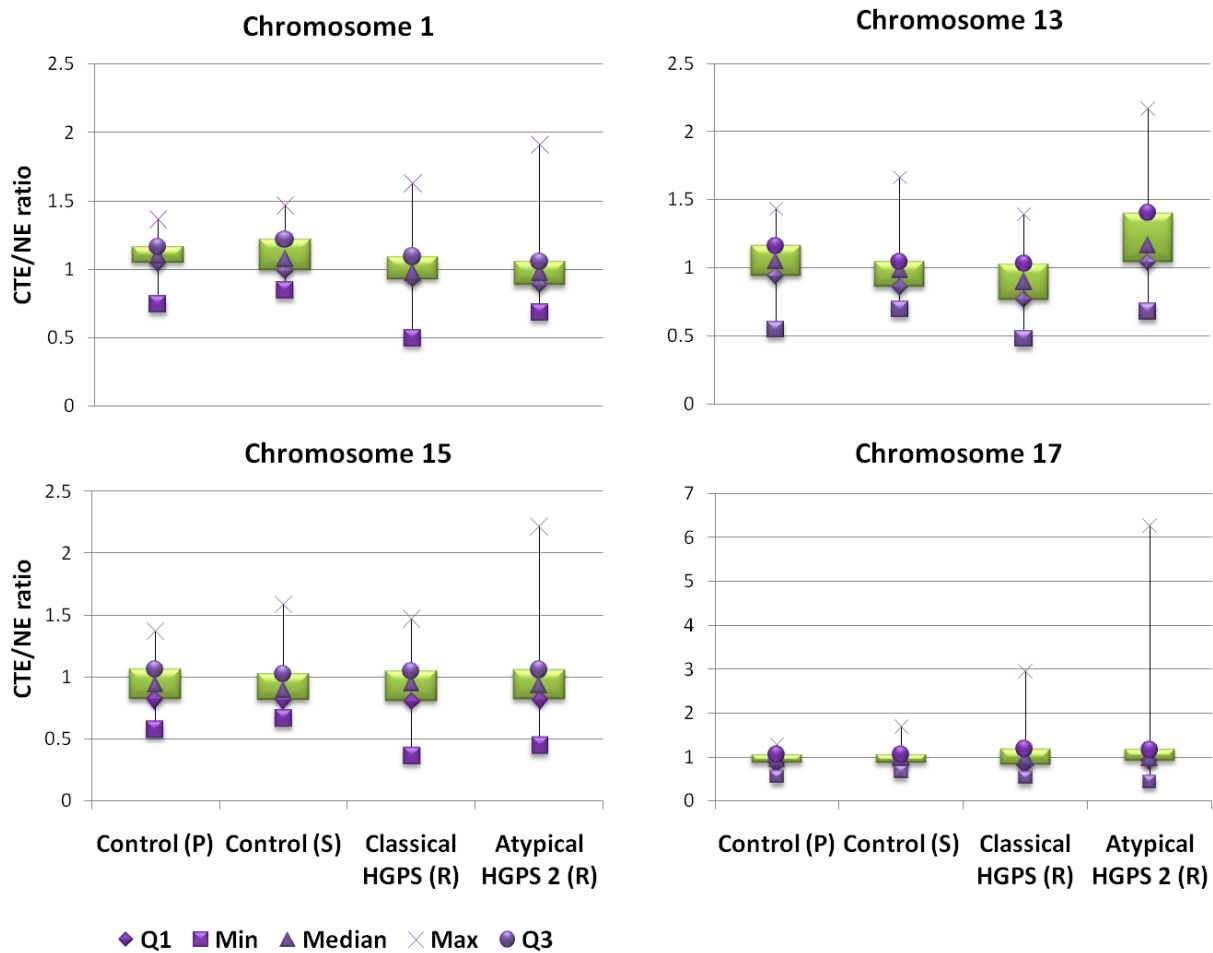 Chromosome 1
CTE/NE ratio
2.5
2
1.5
1
0.5
0
Chromosome 13
2.5
2
1.5
1
0.5
0
Chromosome 15
CTE/NE ratio
2.5
2
1.5
1
0.5
0
Control (P)
Control (S)
Classical
HGPS (R)
Atypical
HGPS 2 (R)
Chromosome 17
7
6
5
4
3
2
1
0
Control (P)
Control (S)
Classical
HGPS (R)
Atypical
HGPS 2 (R)
Q1 Min Median Max Q3